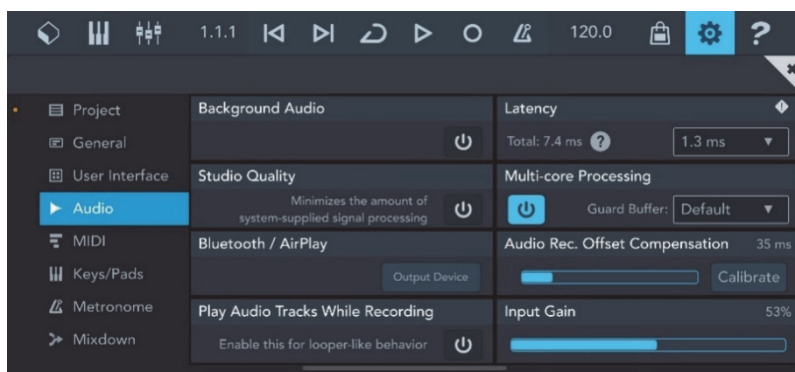 1.1.1 120.0 ?
Project
General
User Interface
Audio
MIDI
Keys/Pads
Metronome
Mixdown
Background Audio
Studio Quality
Minimizes the amount of
system-supplied signal processing
Bluetooth / AirPlay
Output Device
Play Audio Tracks While Recording
Enable this for looper-like behavior
Latency
Total: 7.4 ms ? 1.3 ms
Multi-core Processing
Guard Buffer: Default
Audio Rec. Offset Compensation 35 ms
Calibrate
Input Gain 53%